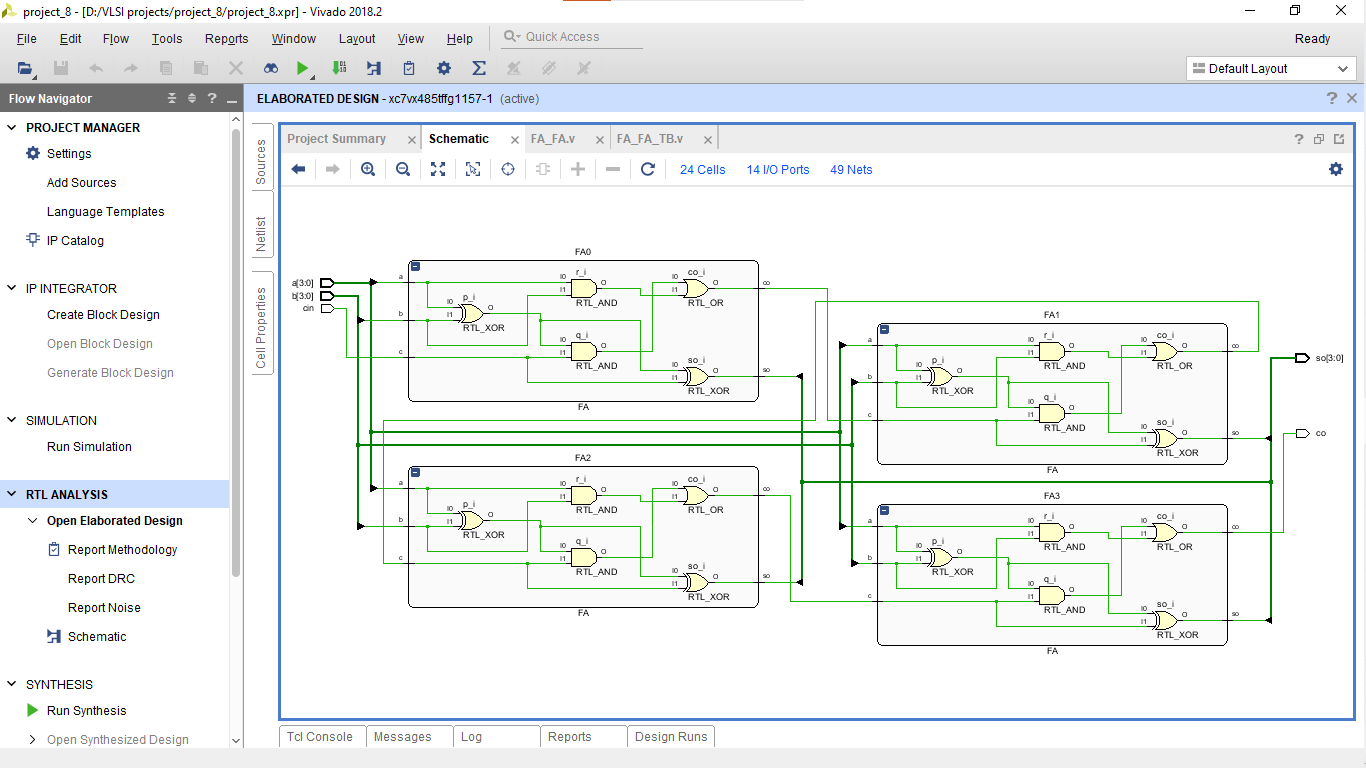 project_8 - [D:/VLSI projects/project_8/project_8.xpr] - Vivado 2018.2
File Edit Flow Tools Reports Window Layout View Help Quick Access Ready
Default Layout
Flow Navigator
ELABORATED DESIGN - xc7vx485tffg1157-1 (active)
PROJECT MANAGER
Settings
Add Sources
Language Templates
IP Catalog
IP INTEGRATOR
Create Block Design
Open Block Design
Generate Block Design
SIMULATION
Run Simulation
RTL ANALYSIS
Open Elaborated Design
Report Methodology
Report DRC
Report Noise
Schematic
SYNTHESIS
Run Synthesis
Open Synthesized Design
Sources
Netlist
Cell Properties
Project Summary Schematic FA_FA.v FA_FA_TB.v
24 Cells 14 I/O Ports 49 Nets
a[3:0]
b[3:0]
cin
FA0
a
b
c
p_i
I0
I1
O
RTL_XOR
r_i
I0
I1
O
RTL_AND
q_i
I0
I1
O
RTL_AND
co_i
I0
I1
O
RTL_OR
so_i
I0
I1
O
RTL_XOR
co
so
FA
FA1
a
b
c
p_i
I0
I1
O
RTL_XOR
r_i
I0
I1
O
RTL_AND
q_i
I0
I1
O
RTL_AND
co_i
I0
I1
O
RTL_OR
so_i
I0
I1
O
RTL_XOR
co
so
FA
FA2
a
b
c
p_i
I0
I1
O
RTL_XOR
r_i
I0
I1
O
RTL_AND
q_i
I0
I1
O
RTL_AND
co_i
I0
I1
O
RTL_OR
so_i
I0
I1
O
RTL_XOR
co
so
FA
FA3
a
b
c
p_i
I0
I1
O
RTL_XOR
r_i
I0
I1
O
RTL_AND
q_i
I0
I1
O
RTL_AND
co_i
I0
I1
O
RTL_OR
so_i
I0
I1
O
RTL_XOR
co
so
FA
so[3:0]
co
Tcl Console Messages Log Reports Design Runs